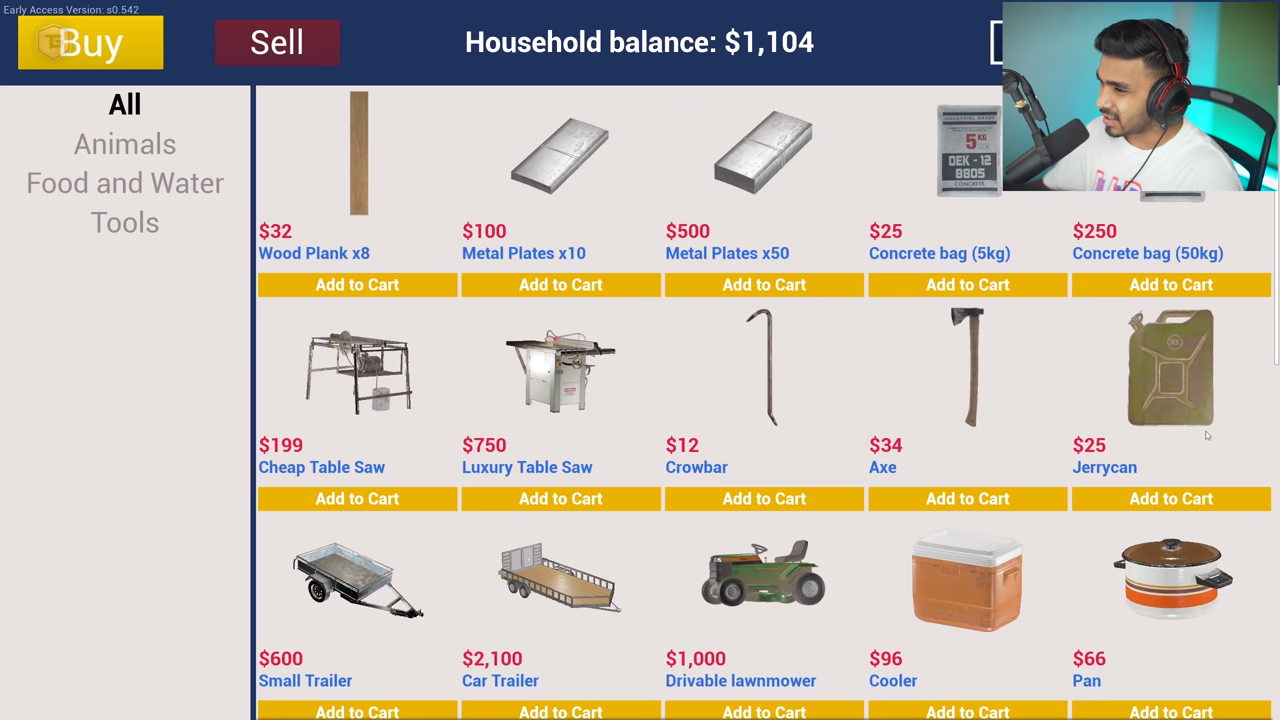 Early Access Version: s0.542
Buy
Sell
Household balance: $1,104
All
Animals
Food and Water
Tools
INDUSTRIAL GRADE
5 KG
OEK - 12
8805
CONCRETE
$32
Wood Plank x8
Add to Cart
$100
Metal Plates x10
Add to Cart
$500
Metal Plates x50
Add to Cart
$25
Concrete bag (5kg)
Add to Cart
$250
Concrete bag (50kg)
Add to Cart
$199
Cheap Table Saw
Add to Cart
$750
Luxury Table Saw
Add to Cart
$12
Crowbar
Add to Cart
$34
Axe
Add to Cart
$25
Jerrycan
Add to Cart
$600
Small Trailer
Add to Cart
$2,100
Car Trailer
Add to Cart
$1,000
Drivable lawnmower
Add to Cart
$96
Cooler
Add to Cart
$66
Pan
Add to Cart